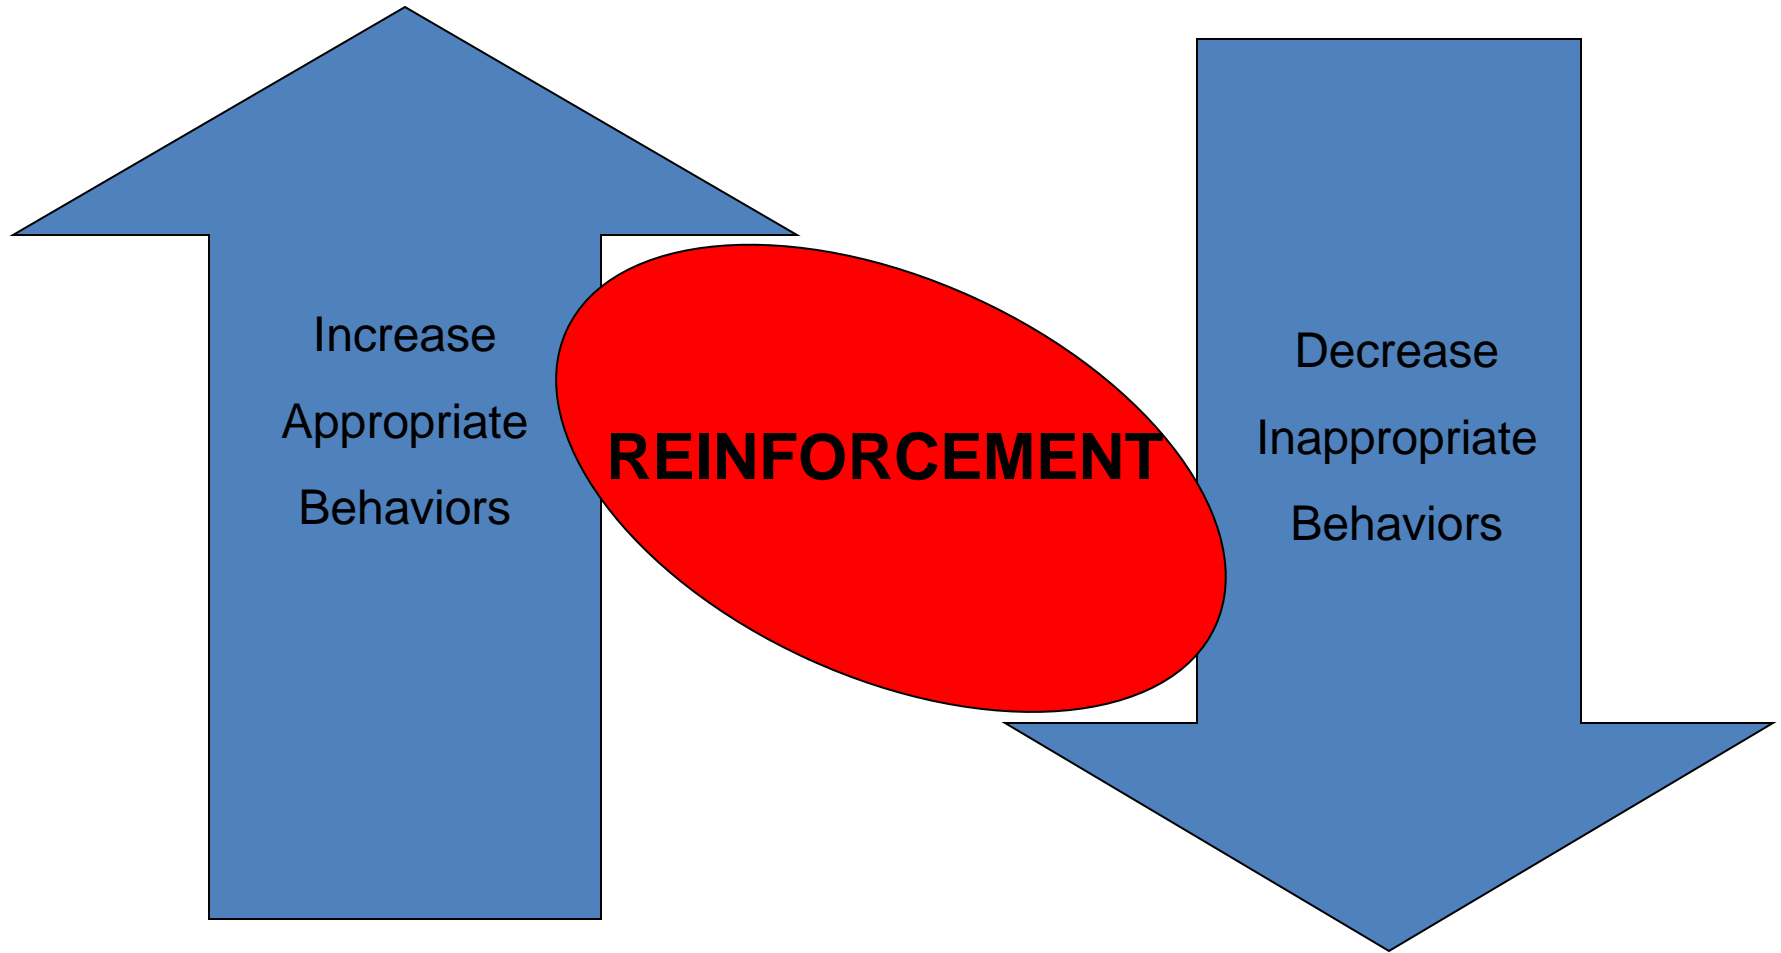 Increase
Appropriate
Behaviors
REINFORCEMENT
Decrease
Inappropriate
Behaviors